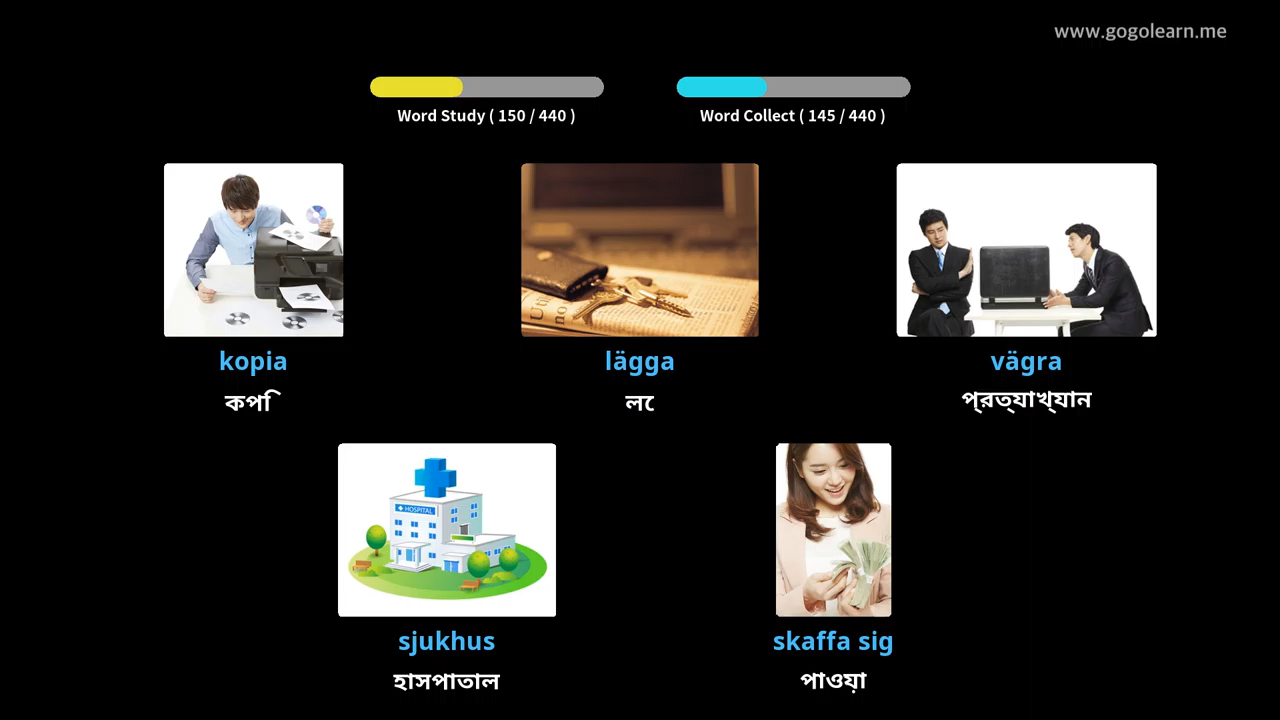 www.gogolearn.me
Word Study ( 150 / 440 )
Word Collect ( 145 / 440 )
kopia
lägga
vägra
কপি
লে
প্রত্যাখ্যান
HOSPITAL
sjukhus
skaffa sig
হাসপাতাল
পাওয়া